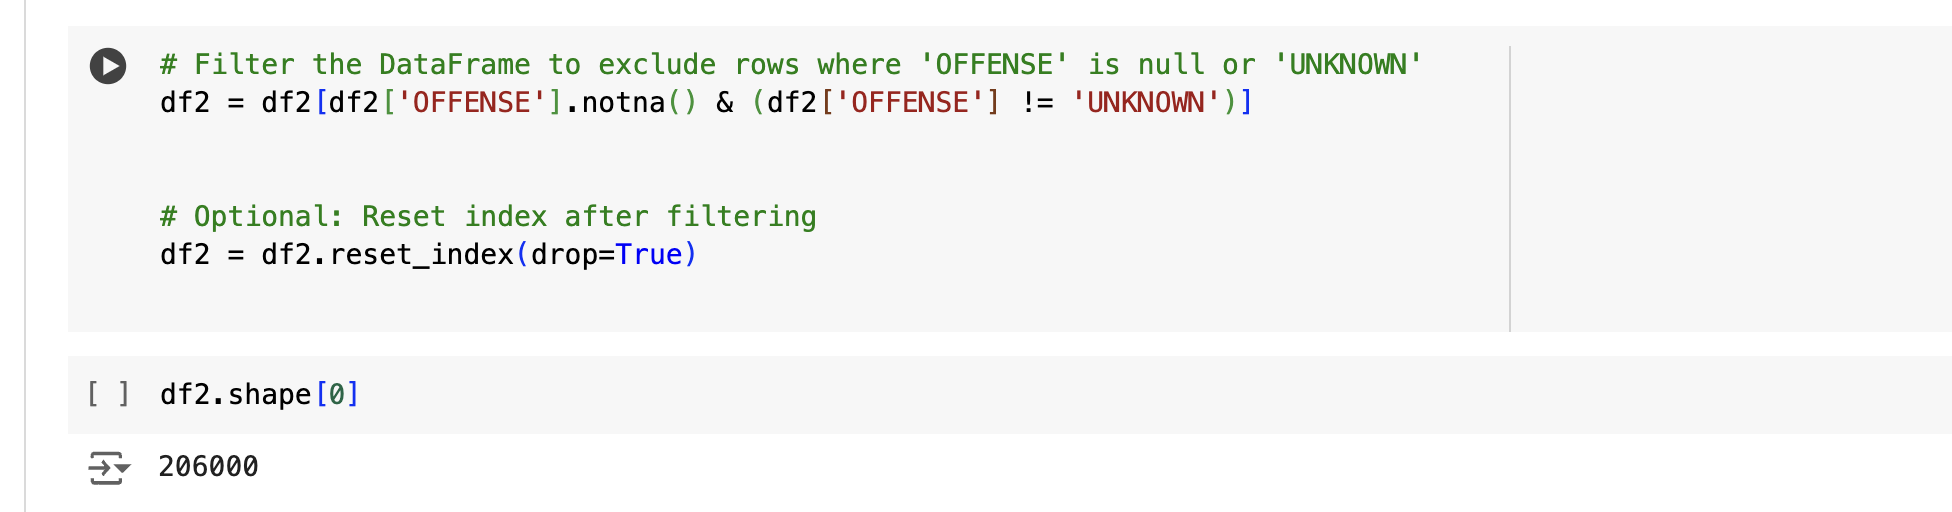 # Filter the DataFrame to exclude rows where 'OFFENSE' is null or 'UNKNOWN'
df2 = df2[df2['OFFENSE'].notna() & (df2['OFFENSE'] != 'UNKNOWN')]
# Optional: Reset index after filtering
df2 = df2.reset_index(drop=True)
[ ] df2.shape[0]
206000